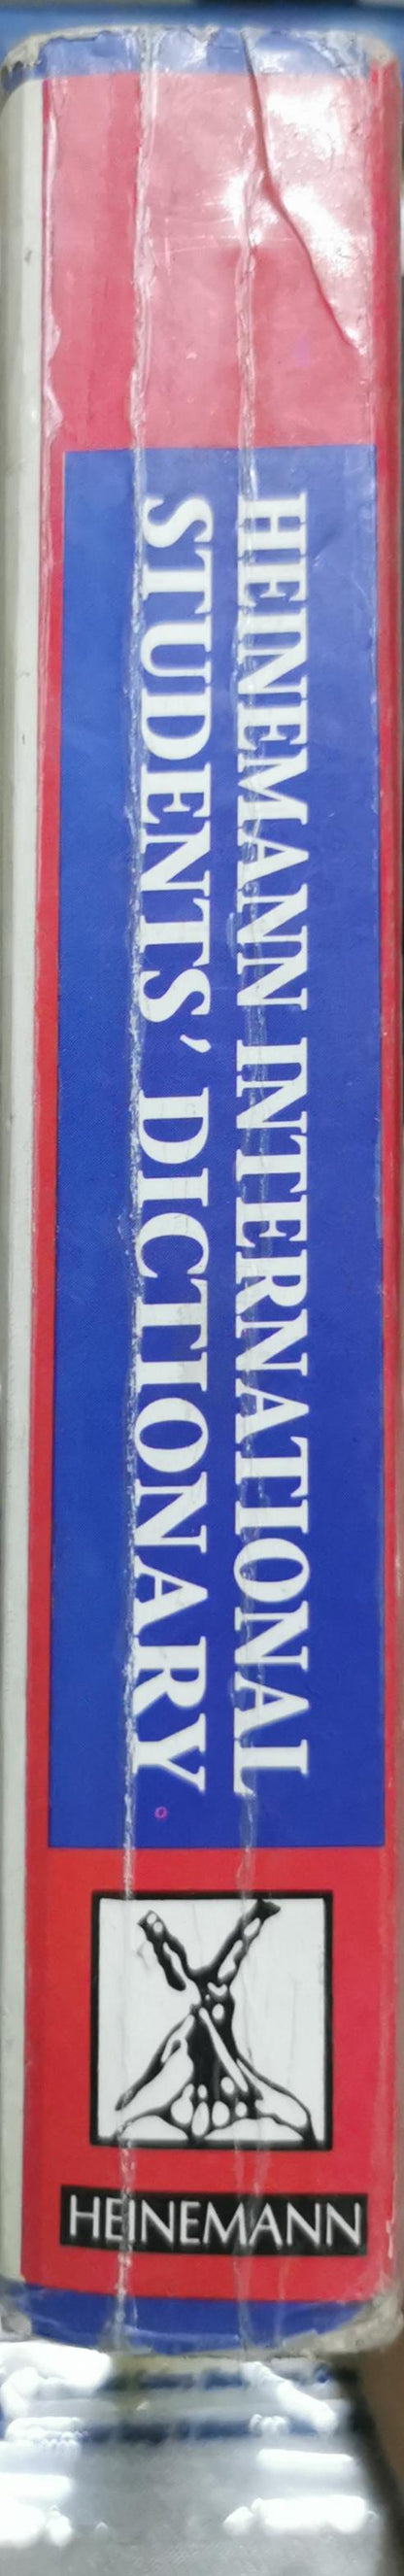 HEINEMANN INTERNATIONAL
STUDENTS’ DICTIONARY
HEINEMANN